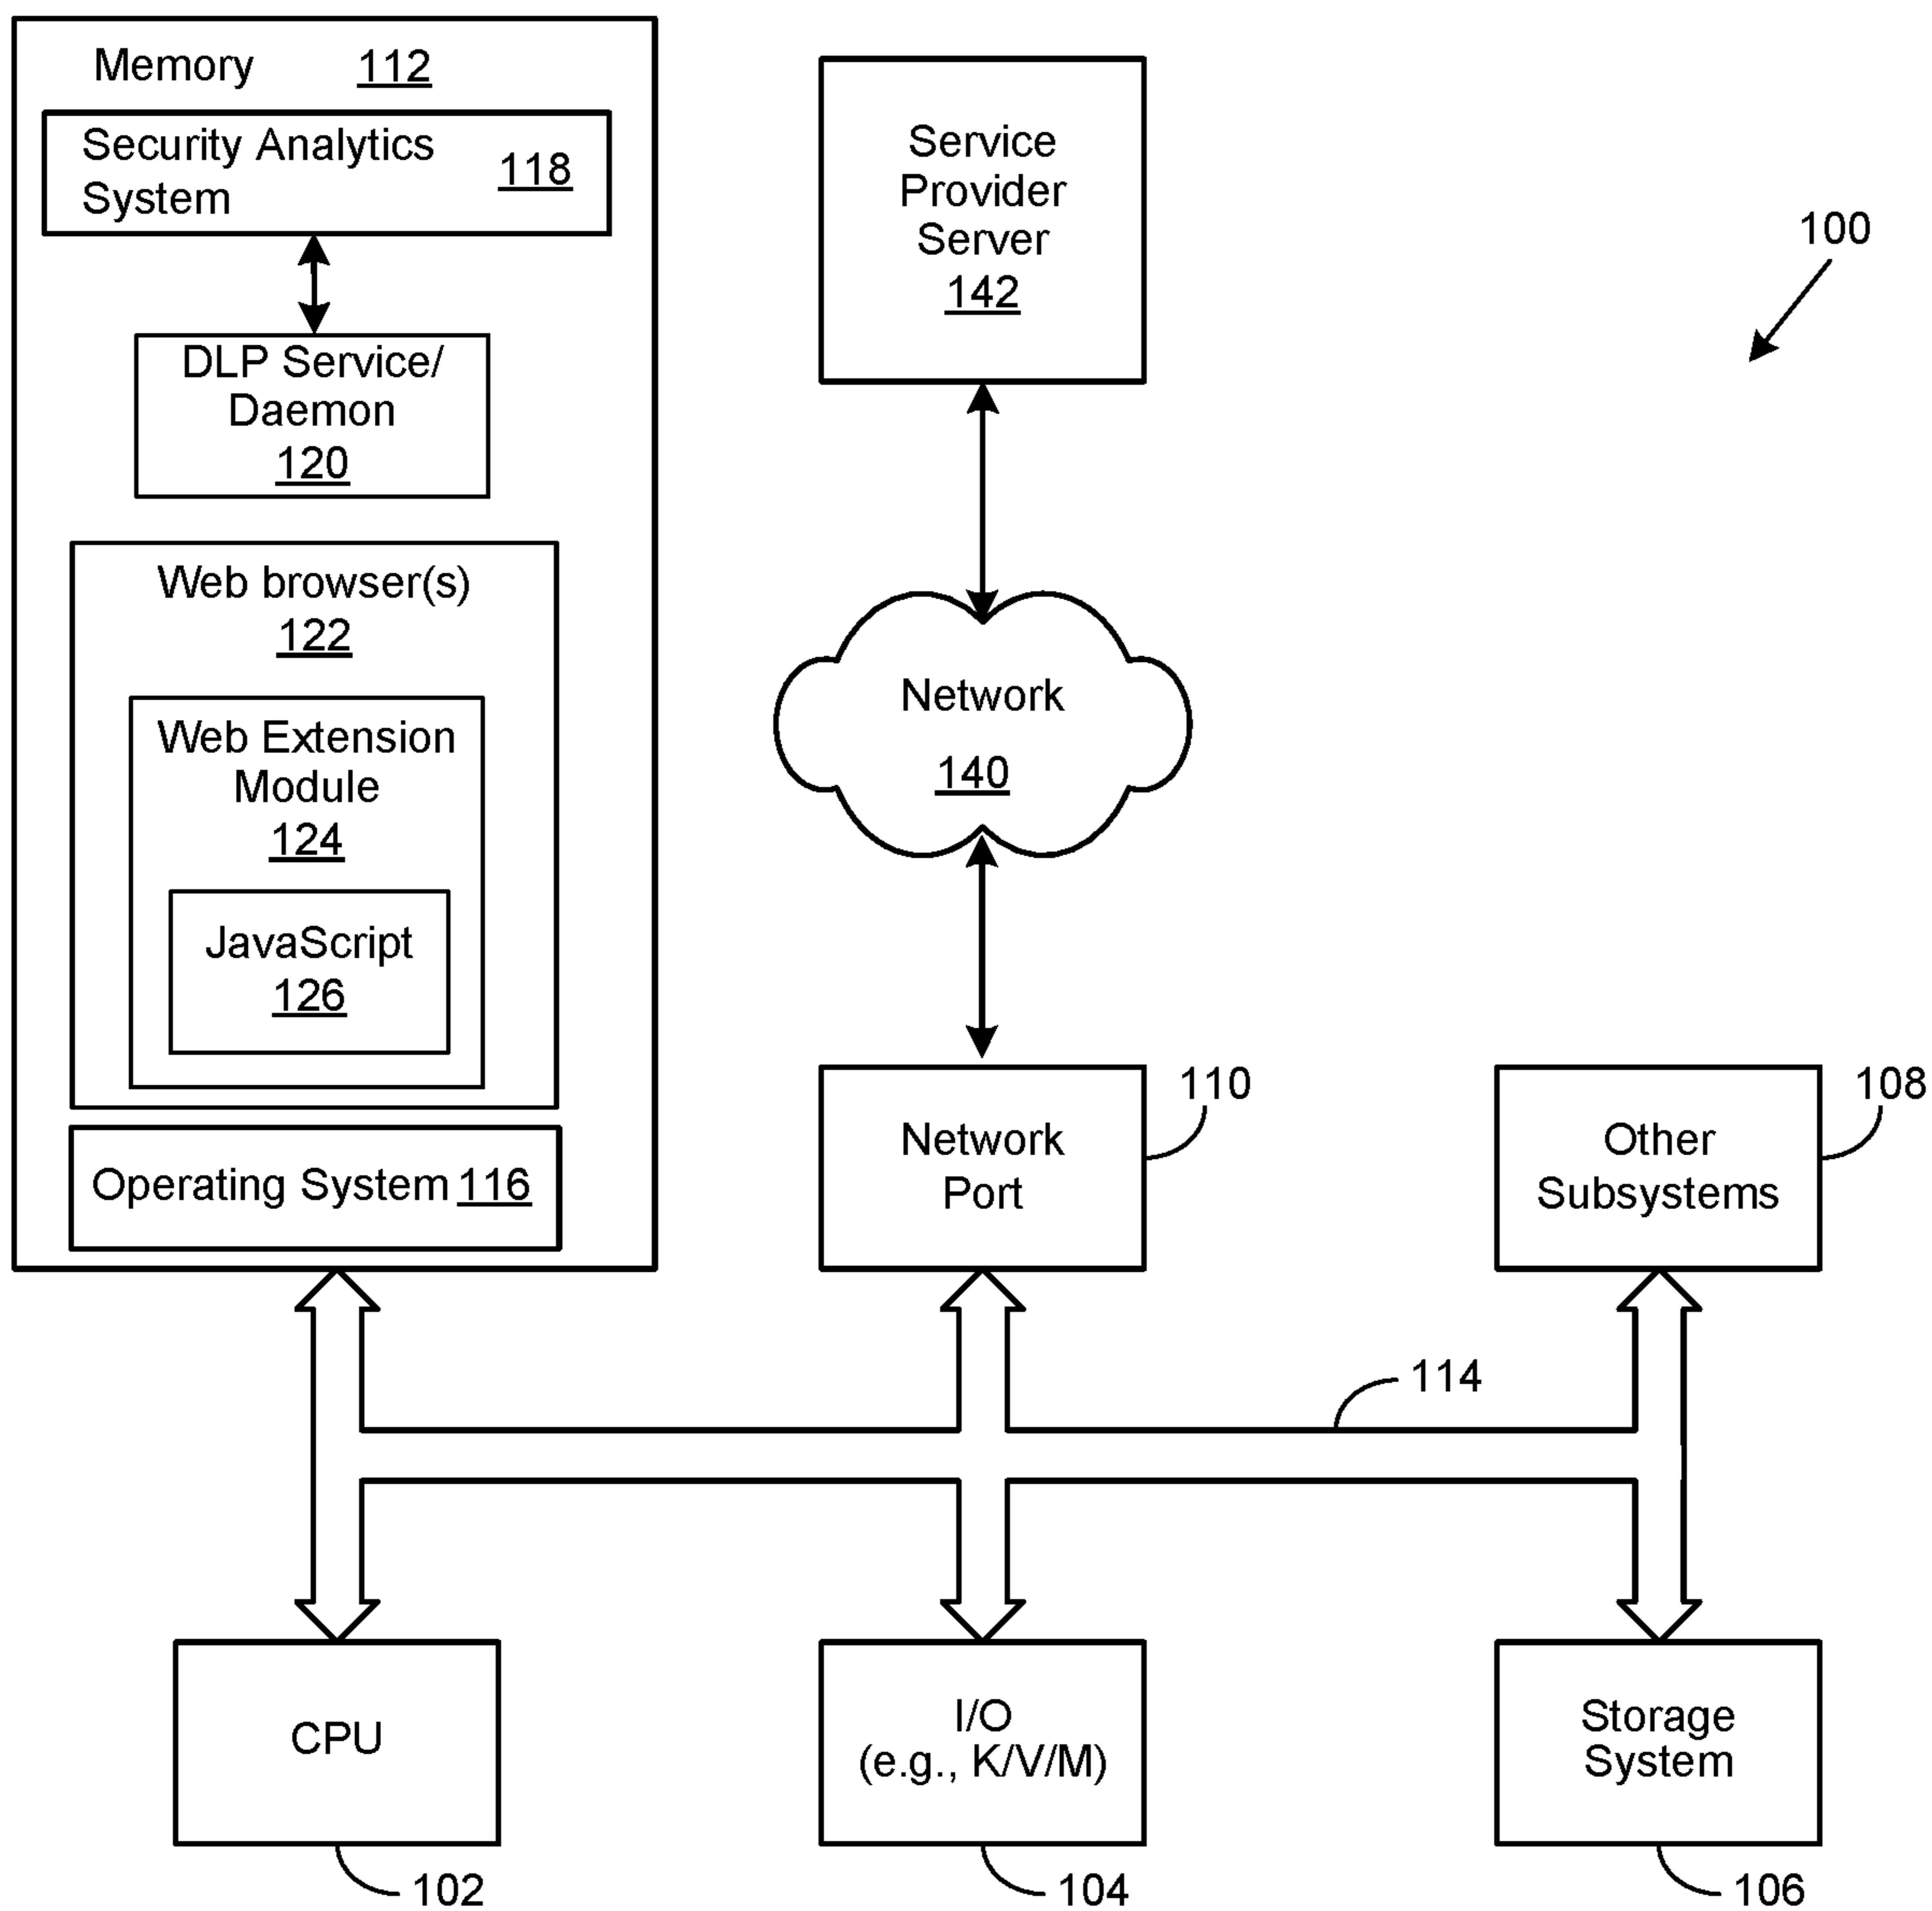 Memory 112
Security Analytics
System 118
DLP Service/
Daemon
120
Web browser(s)
122
Web Extension
Module
124
JavaScript
126
Operating System 116
Service
Provider
Server
142
100
Network
140
Network
Port
110
Other
Subsystems
108
114
CPU
102
I/O
(e.g., K/V/M)
104
Storage
System
106